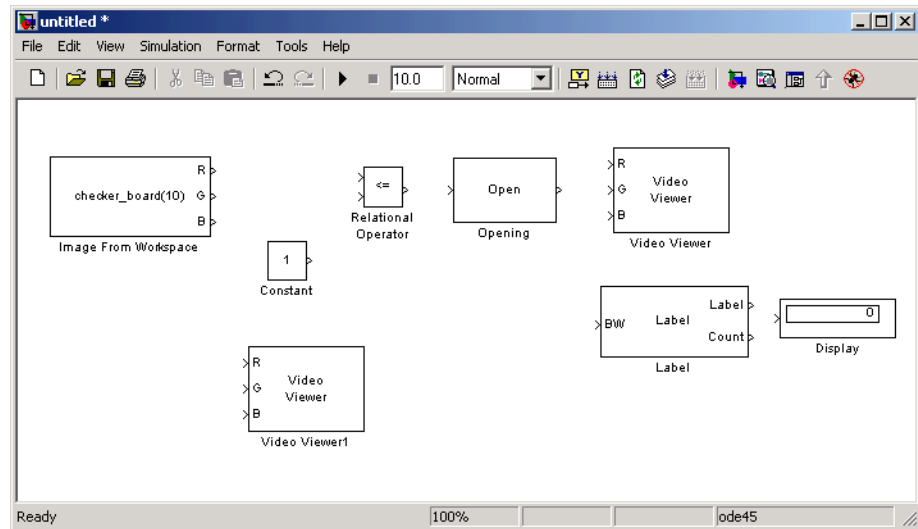 untitled *
File Edit View Simulation Format Tools Help
10.0 Normal
R
checker_board(10) G
B
Image From Workspace
<=
Relational
Operator
Open
Opening
R
G Video
Viewer
B
Video Viewer
1
Constant
BW Label Label
Count
Label
0
Display
R
G Video
Viewer
B
Video Viewer1
Ready 100% ode45